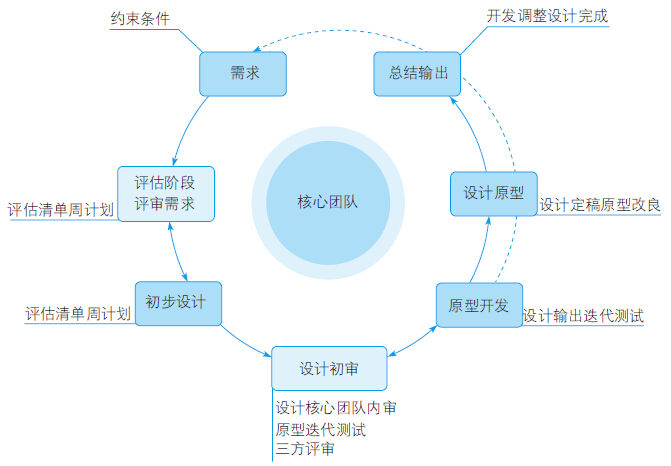 约束条件
开发调整设计完成
需求
总结输出
评估阶段
评审需求
核心团队
设计原型
评估清单周计划
设计定稿原型改良
初步设计
原型开发
评估清单周计划
设计输出迭代测试
设计初审
设计核心团队内审
原型迭代测试
三方评审